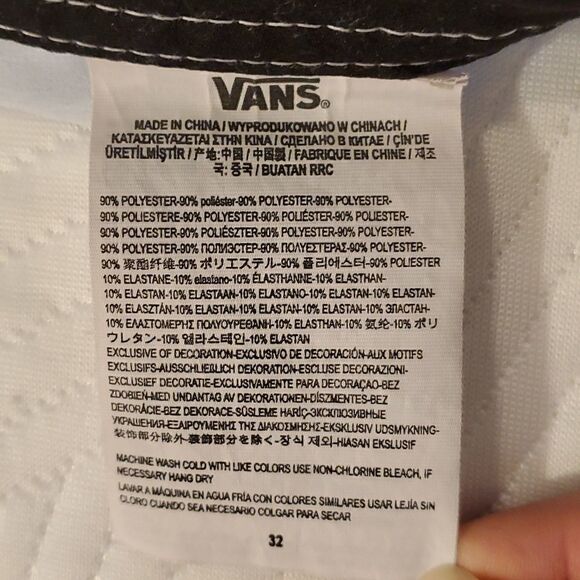 VANS®
MADE IN CHINA / WYPRODUKOWANO W CHINACH /
ΚΑΤΑΣΚΕΥΑΖΕΤΑΙ ΣΤΗΝ ΚΙΝΑ / СДЕЛАНО В КИТАЕ / ÇİN'DE
ÜRETİLMİŞTİR / 产地: 中国 / 中国製 / FABRIQUE EN CHINE / 제조
국: 중국 / BUATAN RRC
90% POLYESTER-90% poliéster-90% POLYESTER-90% POLYESTER-
90% POLIESTERE-90% POLYESTER-90% POLIÉSTER-90% POLIESTER-
90% POLYESTER-90% POLIÉSZTER-90% POLYESTER-90% POLYESTER-
90% POLYESTER-90% ПОЛИЭСТЕР-90% ΠΟΛΥΕΣΤΕΡΑΣ-90% POLYESTER-
90% 聚酯纤维-90% ポリエステル-90% 폴리에스터-90% POLIESTER
10% ELASTANE-10% elastano-10% ÉLASTHANNE-10% ELASTHAN-
10% ELASTAN-10% ELASTAAN-10% ELASTANO-10% ELASTAN-10% ELASTAN-
10% ELASZTÁN-10% ELASTAN-10% ELASTAN-10% ELASTAN-10% ЭЛАСТАН-
10% ΕΛΑΣΤΟΜΕΡΗΣ ΠΟΛΥΟΥΡΕΘΑΝΗ-10% ELASTHAN-10% 氨纶-10% ポリ
ウレタン-10% 엘라스테인-10% ELASTAN
EXCLUSIVE OF DECORATION-EXCLUSIVO DE DECORACIÓN-AUX MOTIFS
EXCLUSIFS-AUSSCHLIEßLICH DEKORATION-ESCLUSE DECORAZIONI-
EXCLUSIEF DECORATIE-EXCLUSIVAMENTE PARA DECORAÇAO-BEZ
ZDOBIEŃ-MED UNDANTAG AV DEKORATIONEN-DÍSZMENTES-BEZ
DEKORÁCIE-BEZ DEKORACE-SÜSLEME HARİÇ-ЭКСКЛЮЗИВНЫЕ
УКРАШЕНИЯ-ΕΞΑΙΡΟΥΜΕΝΗΣ ΤΗΣ ΔΙΑΚΟΣΜΗΣΗΣ-EKSKLUSIV UDSMYKNING-
装饰部分除外-装飾部分を除く-장식 제외-HIASAN EKSLUSIF
MACHINE WASH COLD WITH LIKE COLORS USE NON-CHLORINE BLEACH, IF
NECESSARY HANG DRY
LAVAR A MÁQUINA EN AGUA FRÍA CON COLORES SIMILARES USAR LEJÍA SIN
CLORO CUANDO SEA NECESARIO COLGAR PARA SECAR
32